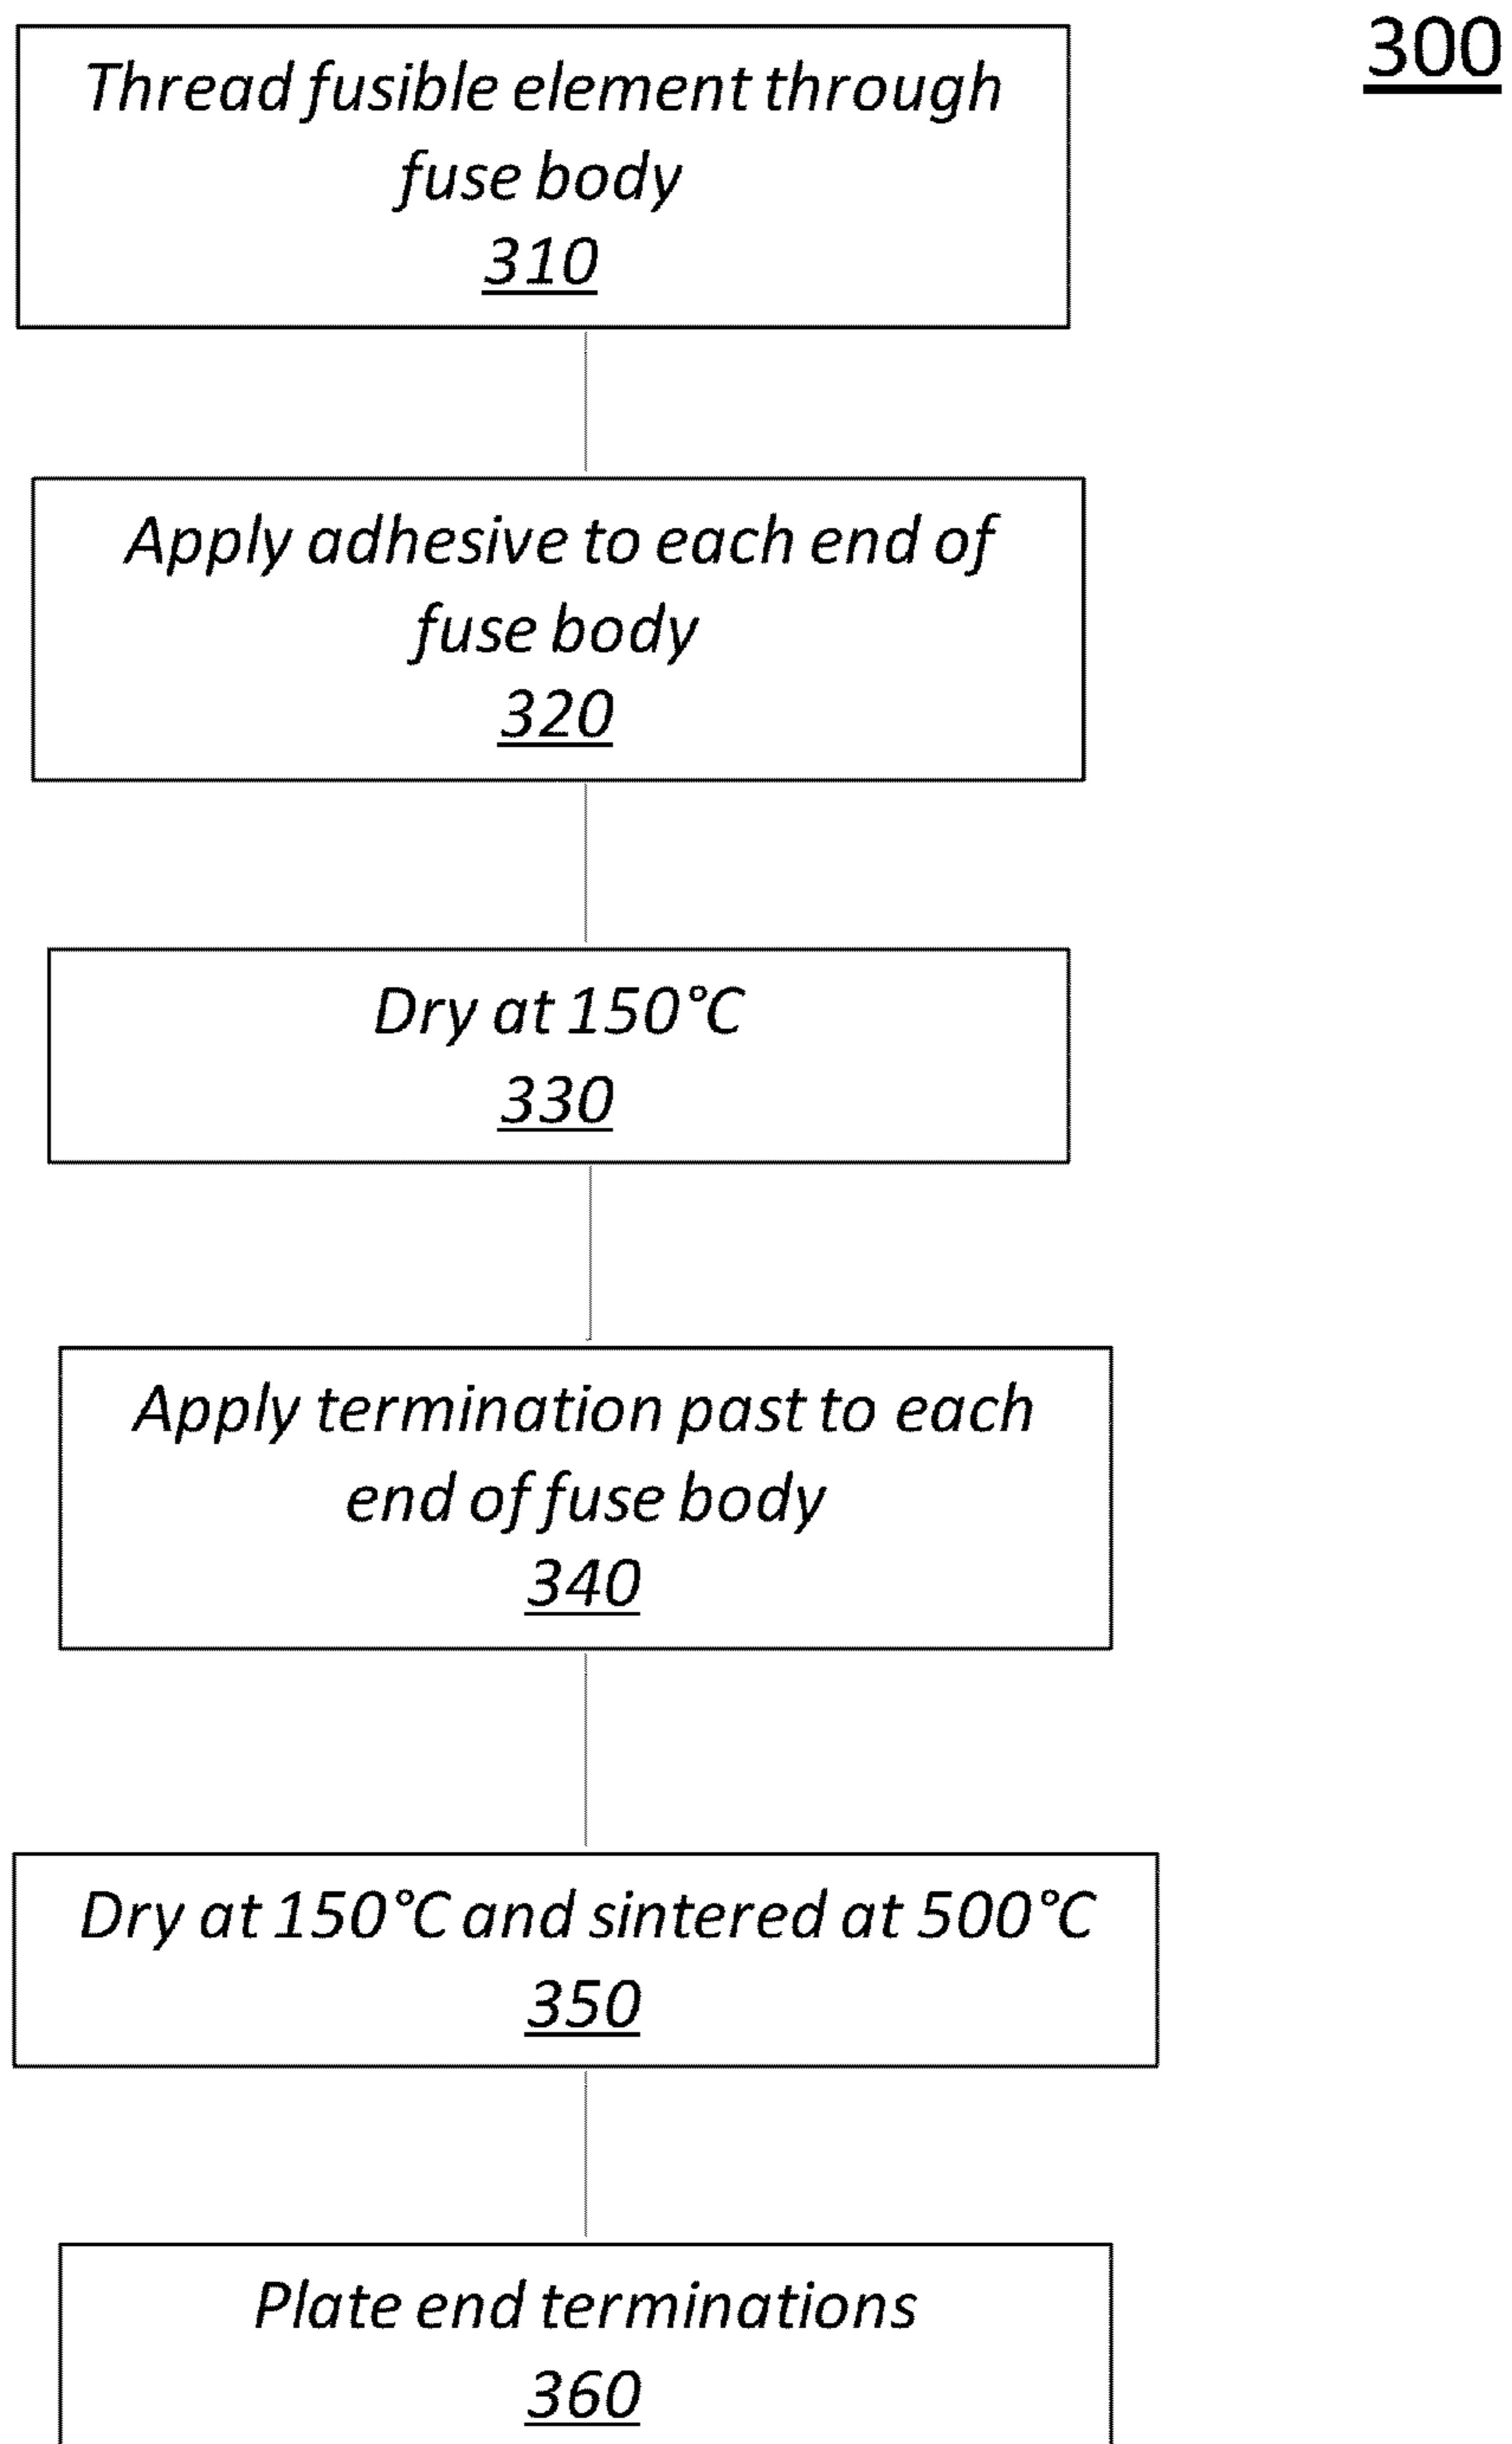 300
Thread fusible element through
fuse body
310
Apply adhesive to each end of
fuse body
320
Dry at 150°C
330
Apply termination past to each
end of fuse body
340
Dry at 150°C and sintered at 500°C
350
Plate end terminations
360